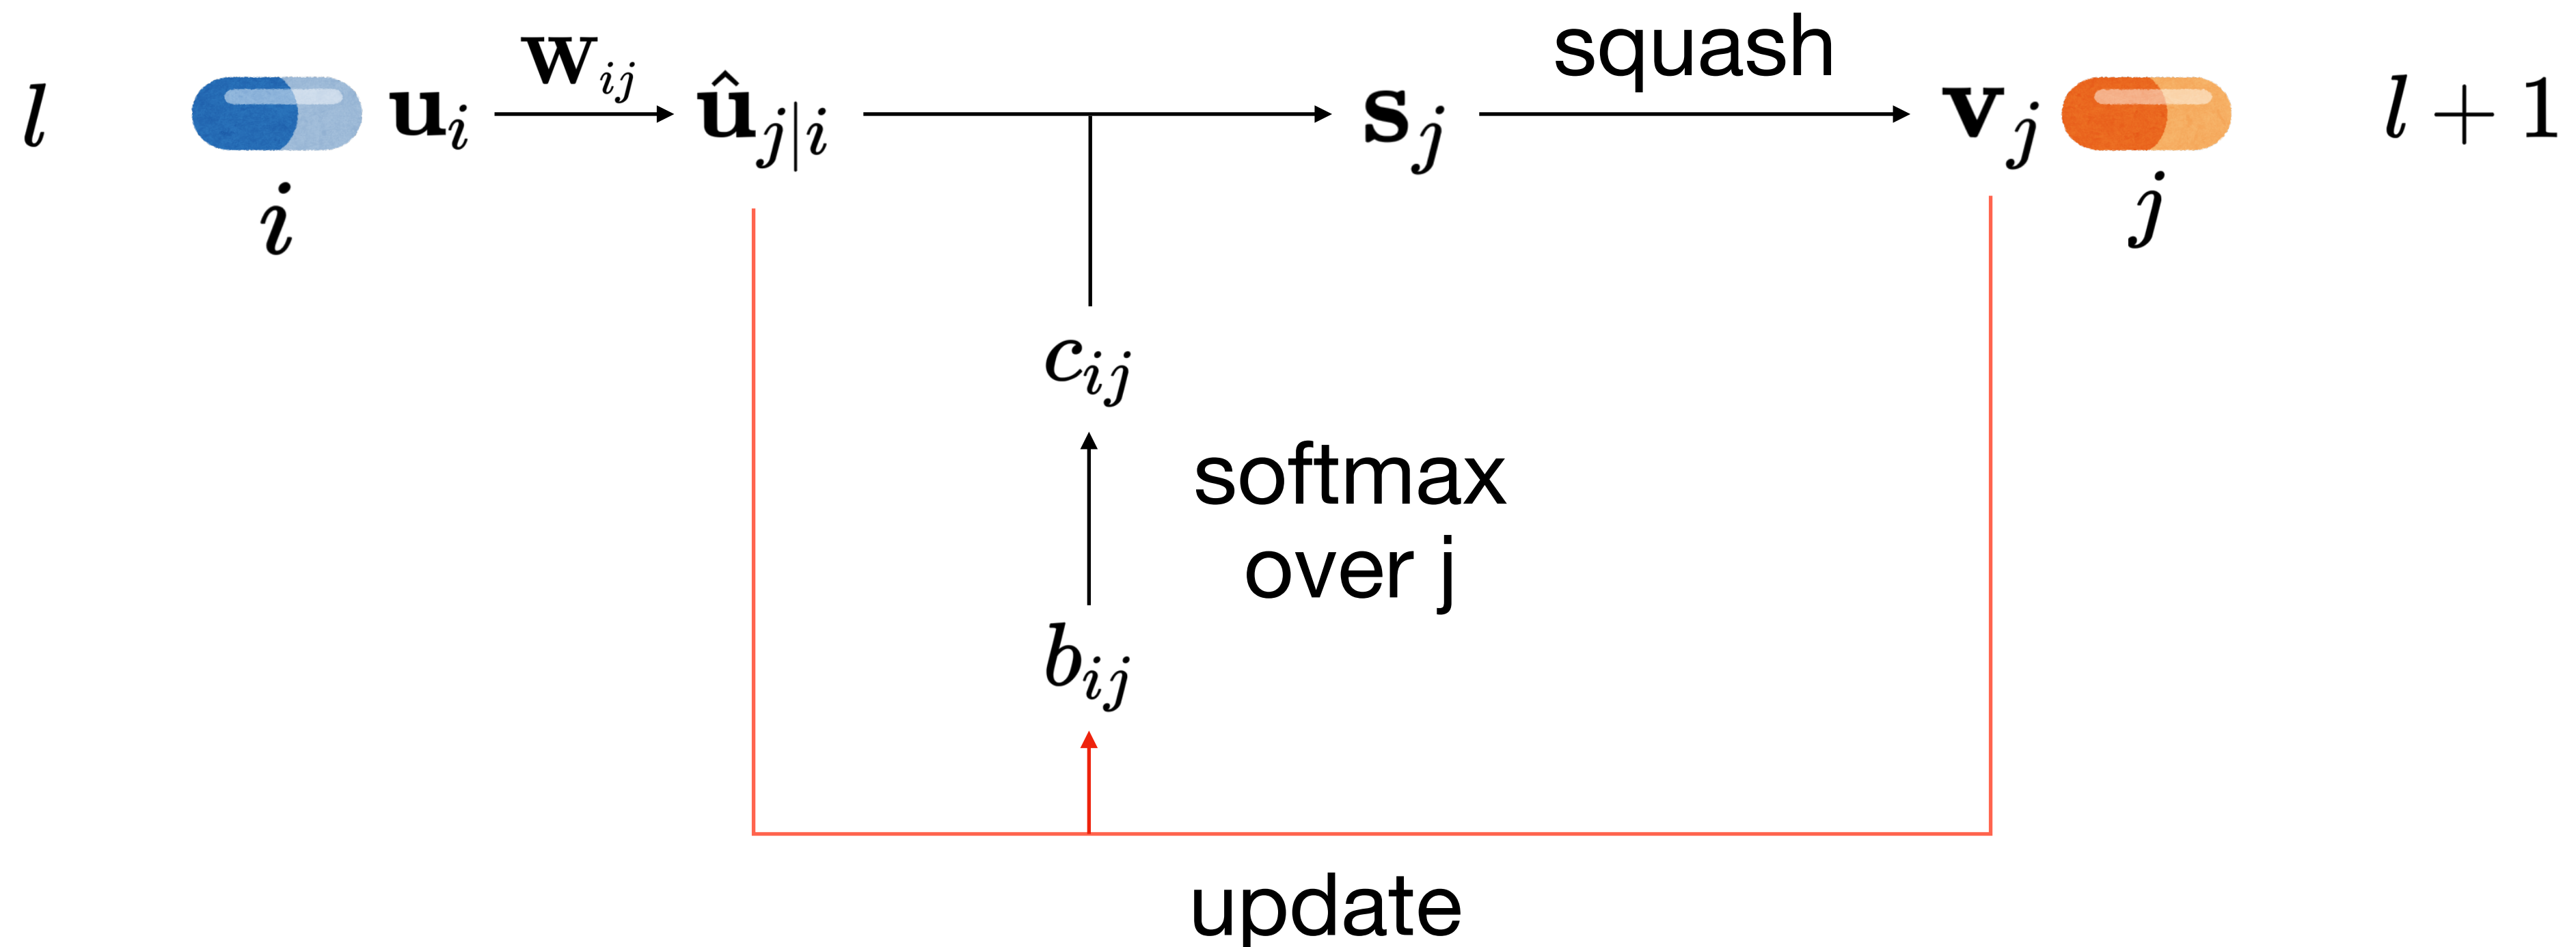 l u_i w_ij û_j|i s_j squash v_j l + 1
i j
c_ij
softmax
over j
b_ij
update